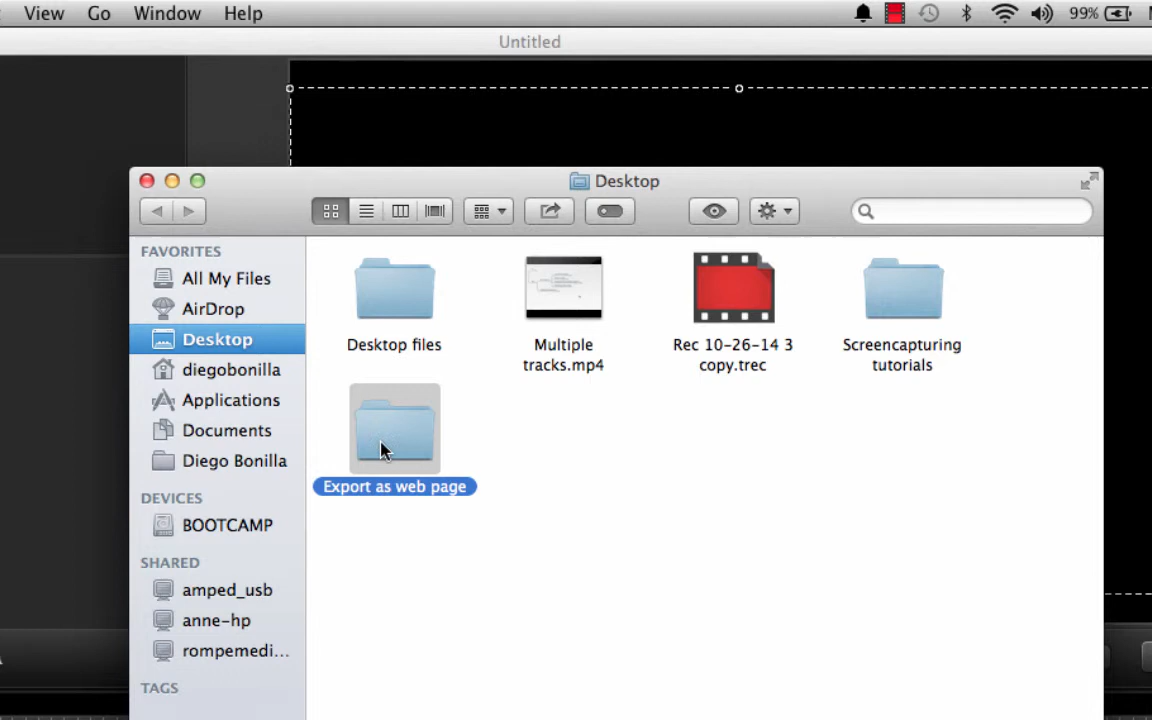 View Go Window Help 99%
Untitled
Desktop
FAVORITES
All My Files
AirDrop
Desktop
diegobonilla
Applications
Documents
Diego Bonilla
DEVICES
BOOTCAMP
SHARED
amped_usb
anne-hp
rompemedi...
TAGS
Desktop files
Multiple
tracks.mp4
Rec 10-26-14 3
copy.trec
Screencapturing
tutorials
Export as web page